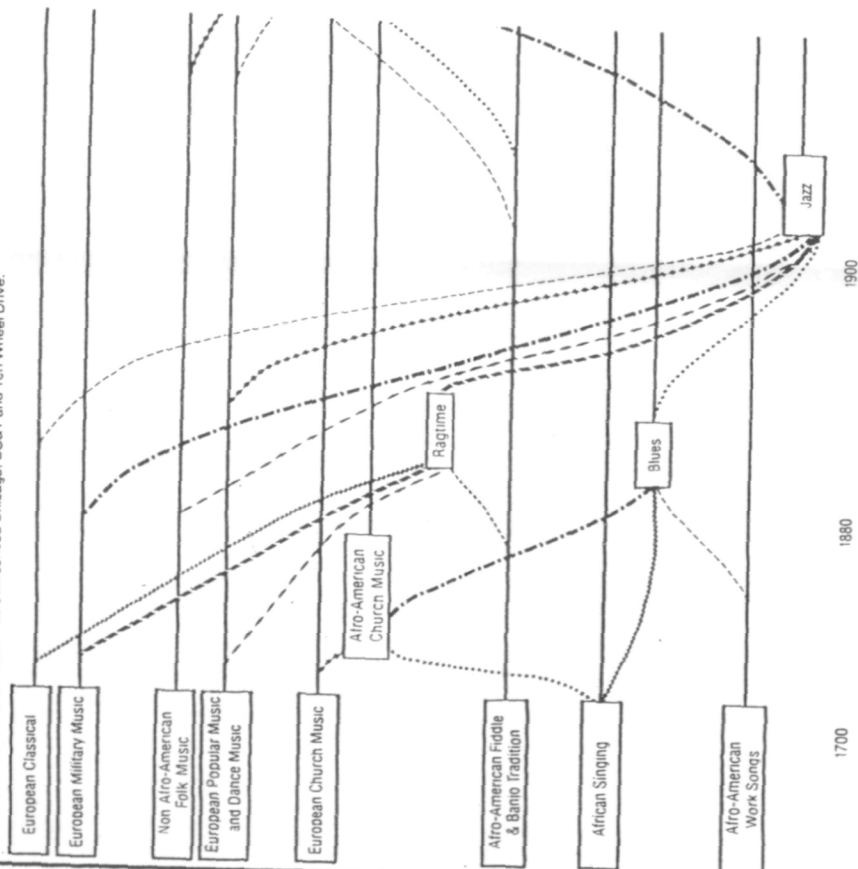 European Classical
European Military Music
Non Afro-American
Folk Music
European Popular Music
and Dance Music
European Church Music
Afro-American
Church Music
Ragtime
Afro-American Fiddle
& Banjo Tradition
African Singing
Blues
Afro-American
Work Songs
Jazz
1700
1880
1900